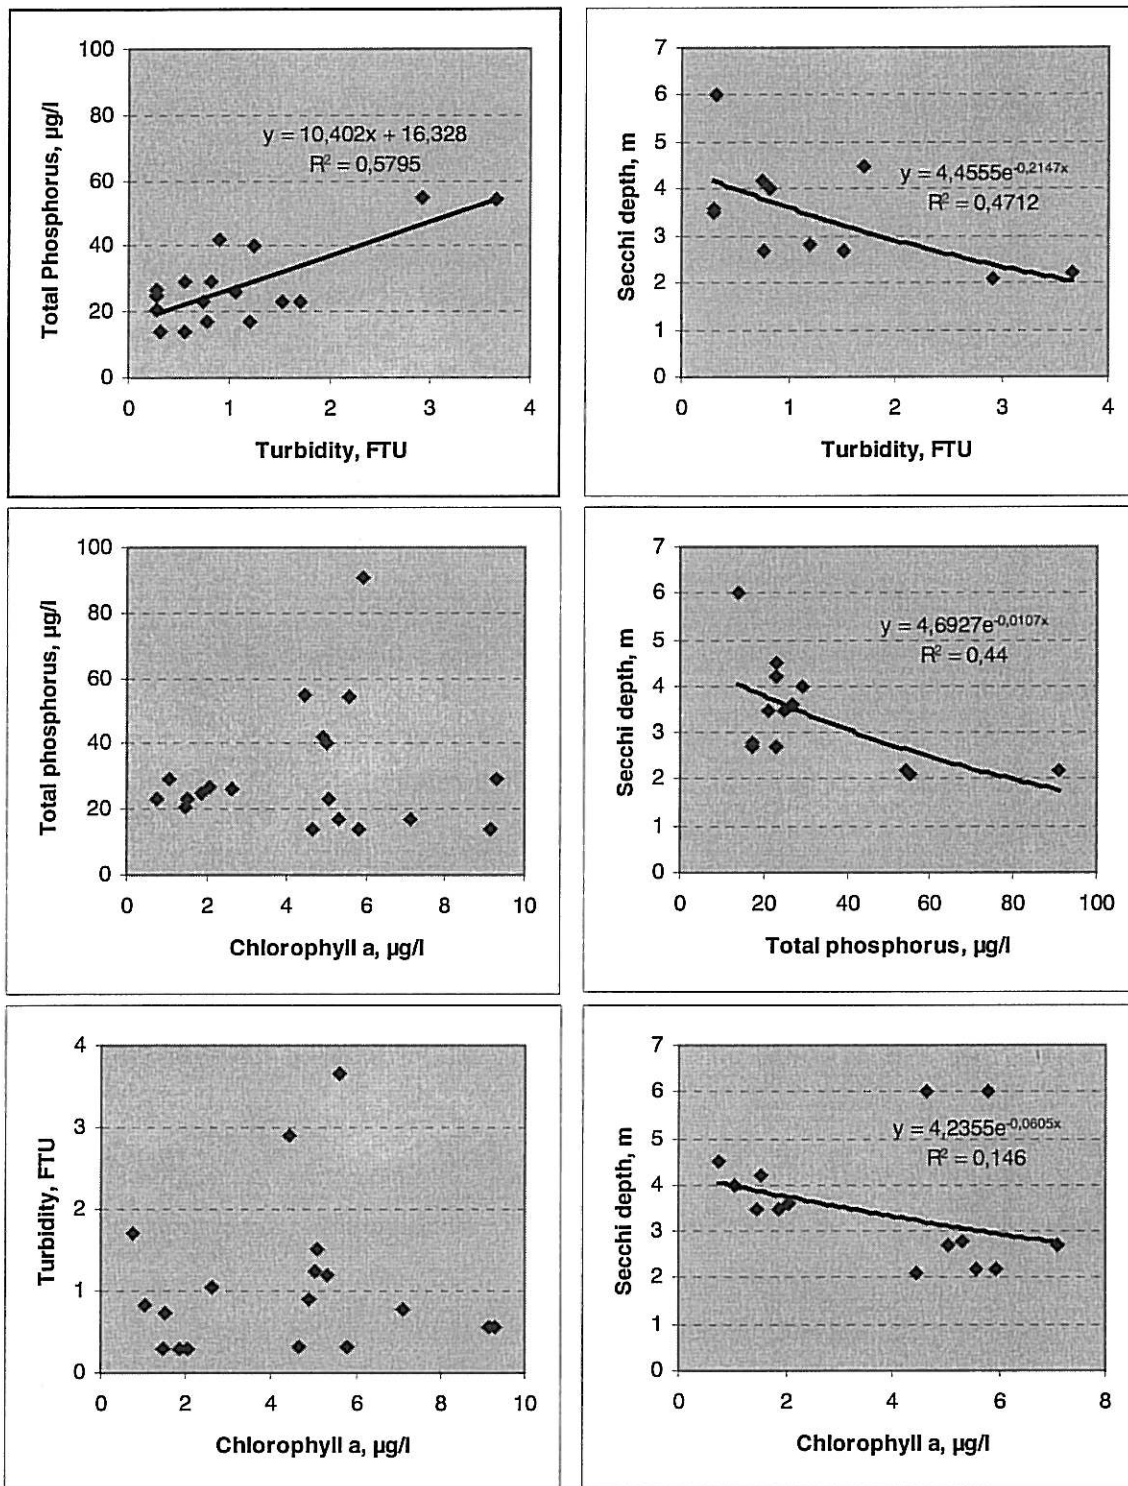 100
80
60
40
20
0
Total Phosphorus, µg/l
y = 10,402x + 16,328
R² = 0,5795
0 1 2 3 4
Turbidity, FTU
7
6
5
4
3
2
1
0
Secchi depth, m
y = 4,4555e^-0,2147x
R² = 0,4712
0 1 2 3 4
Turbidity, FTU
100
80
60
40
20
0
Total phosphorus, µg/l
0 2 4 6 8 10
Chlorophyll a, µg/l
7
6
5
4
3
2
1
0
Secchi depth, m
y = 4,6927e^-0,0107x
R² = 0,44
0 20 40 60 80 100
Total phosphorus, µg/l
4
3
2
1
0
Turbidity, FTU
0 2 4 6 8 10
Chlorophyll a, µg/l
7
6
5
4
3
2
1
0
Secchi depth, m
y = 4,2355e^-0,0605x
R² = 0,146
0 2 4 6 8
Chlorophyll a, µg/l